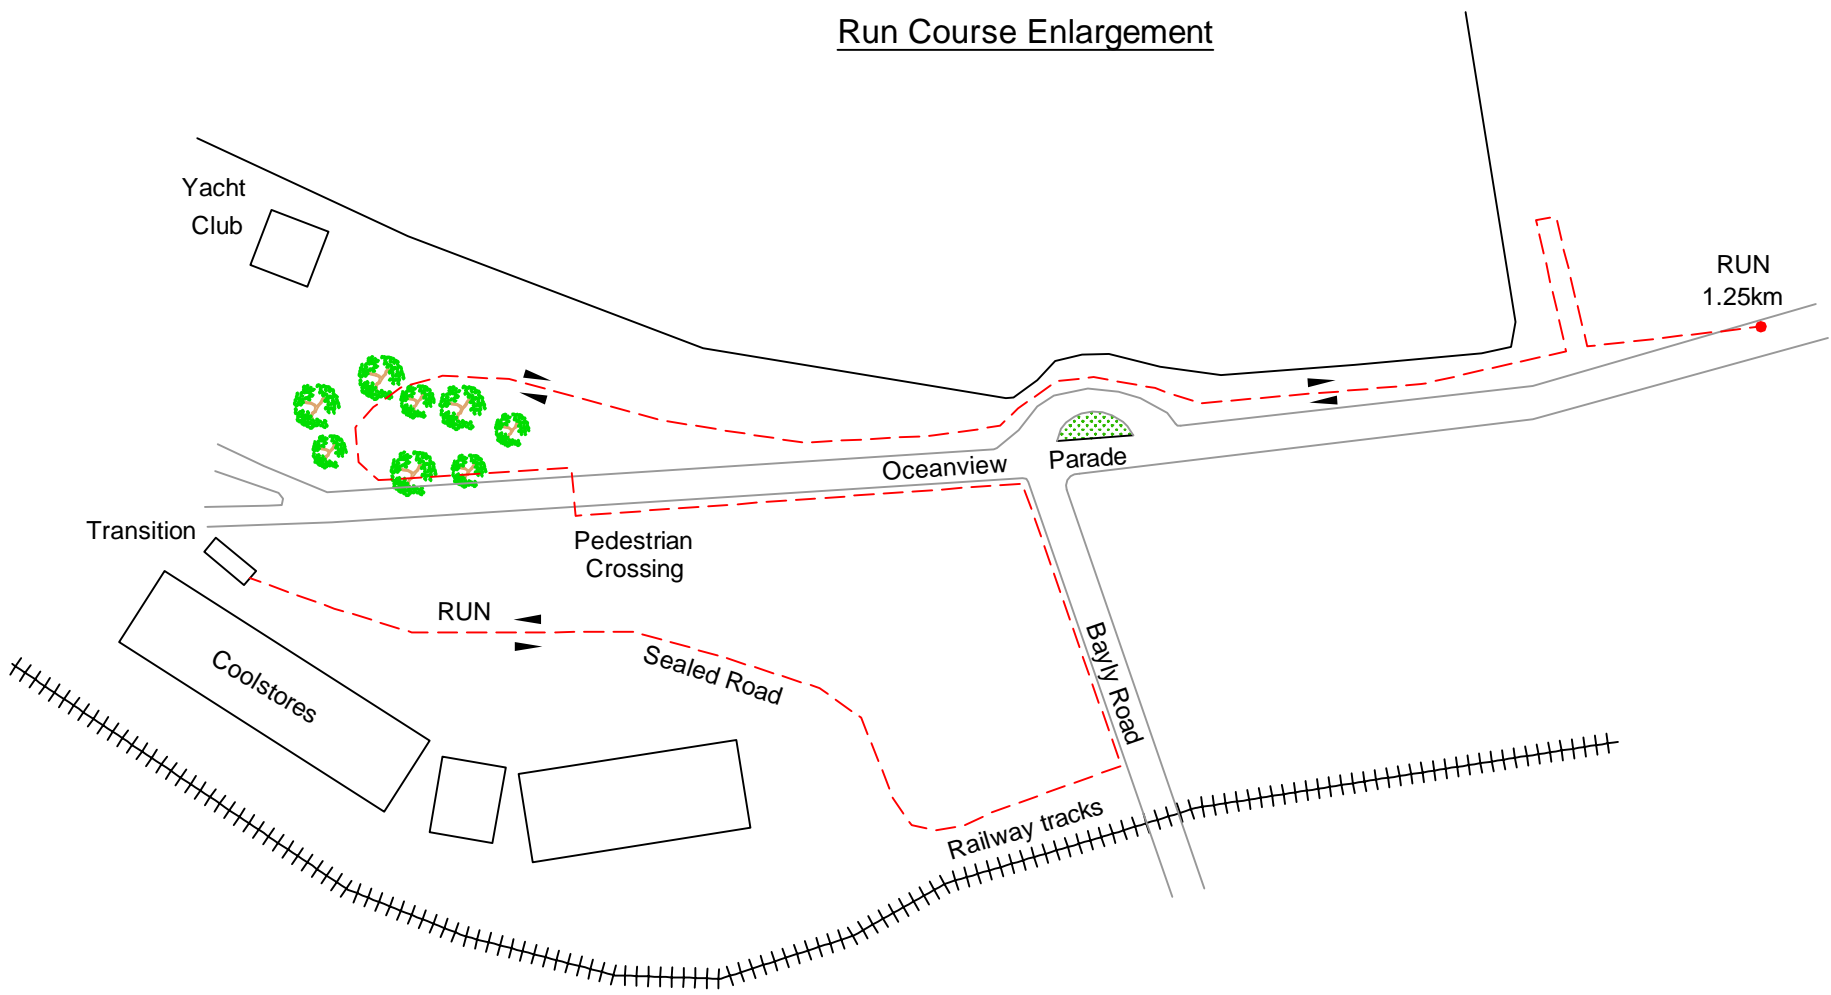 Run Course Enlargement
Yacht
Club
RUN
1.25km
Oceanview
Parade
Transition
Pedestrian
Crossing
RUN
Sealed Road
Bayly Road
Coolstores
Railway tracks